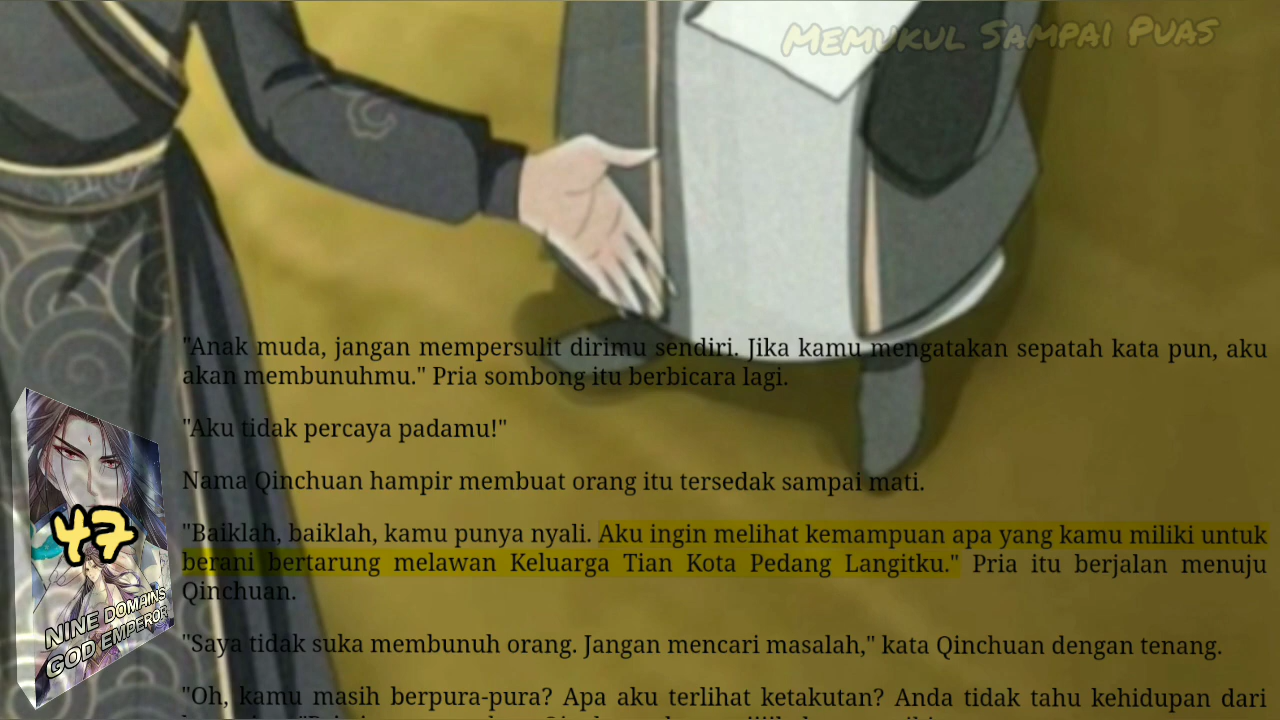 Memukul Sampai Puas
"Anak muda, jangan mempersulit dirimu sendiri. Jika kamu mengatakan sepatah kata pun, aku
akan membunuhmu." Pria sombong itu berbicara lagi.
"Aku tidak percaya padamu!"
Nama Qinchuan hampir membuat orang itu tersedak sampai mati.
"Baiklah, baiklah, kamu punya nyali. Aku ingin melihat kemampuan apa yang kamu miliki untuk
berani bertarung melawan Keluarga Tian Kota Pedang Langitku." Pria itu berjalan menuju
Qinchuan.
"Saya tidak suka membunuh orang. Jangan mencari masalah," kata Qinchuan dengan tenang.
"Oh, kamu masih berpura-pura? Apa aku terlihat ketakutan? Anda tidak tahu kehidupan dari
47
NINE DOMAINS
GOD EMPEROR